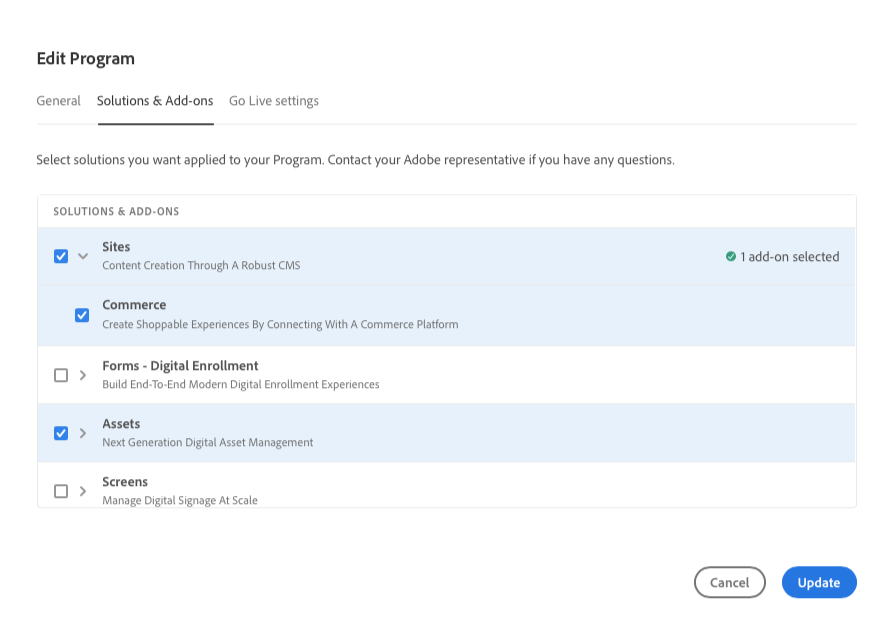 Edit Program
General Solutions & Add-ons Go Live settings
Select solutions you want applied to your Program. Contact your Adobe representative if you have any questions.
SOLUTIONS & ADD-ONS
Sites
Content Creation Through A Robust CMS
1 add-on selected
Commerce
Create Shoppable Experiences By Connecting With A Commerce Platform
Forms - Digital Enrollment
Build End-To-End Modern Digital Enrollment Experiences
Assets
Next Generation Digital Asset Management
Screens
Manage Digital Signage At Scale
Cancel Update